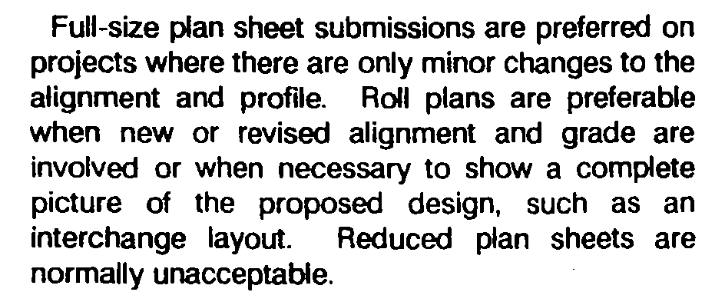 Full-size plan sheet submissions are preferred on
projects where there are only minor changes to the
alignment and profile. Roll plans are preferable
when new or revised alignment and grade are
involved or when necessary to show a complete
picture of the proposed design, such as an
interchange layout. Reduced plan sheets are
normally unacceptable.